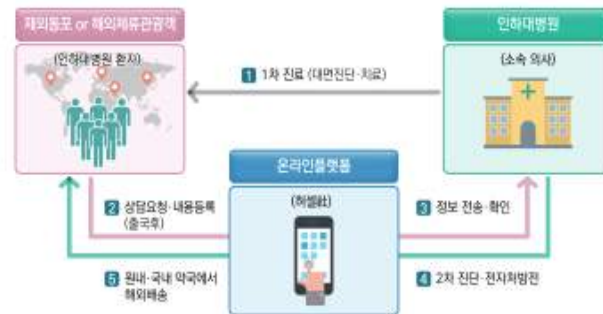 재외동포 or 해외체류관광객
(인하대병원 환자)
인하대병원
(소속 의사)
1 1차 진료 (대면진단·치료)
온라인플랫폼
(하셀社)
2 상담요청·내용등록
(출국후)
3 정보 전송·확인
5 원내·국내 약국에서
해외배송
4 2차 진단·전자처방전